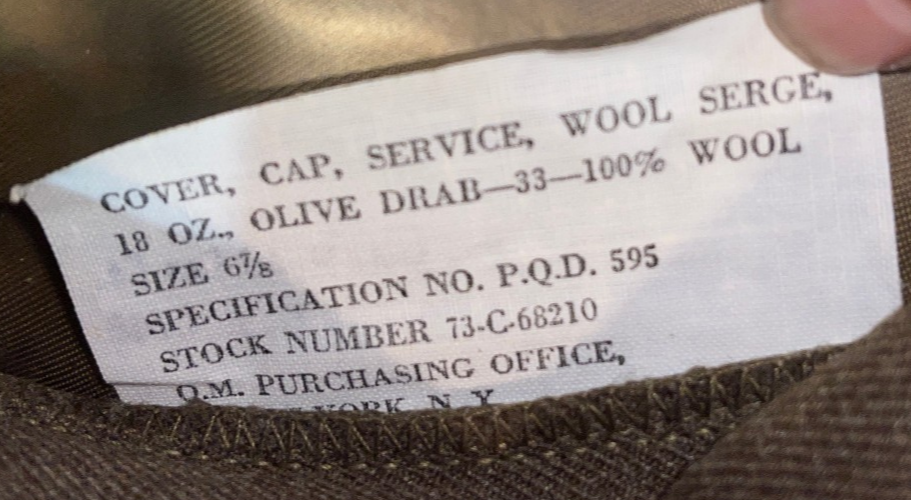 COVER, CAP, SERVICE, WOOL SERGE,
18 OZ., OLIVE DRAB—33—100% WOOL
SIZE 6⅞
SPECIFICATION NO. P.Q.D. 595
STOCK NUMBER 73-C-68210
Q.M. PURCHASING OFFICE,
YORK, N. Y.